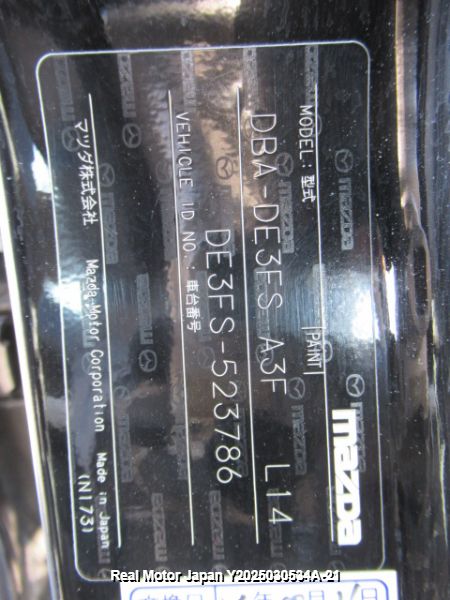 mazda
MODEL: 型式 PAINT
DBA-DE3FS A3F L14
VEHICLE ID NO.: 車台番号
DE3FS-523786
マツダ株式会社 Mazda Motor Corporation Made in Japan
(N173)
Real Motor Japan Y2025030534A-21